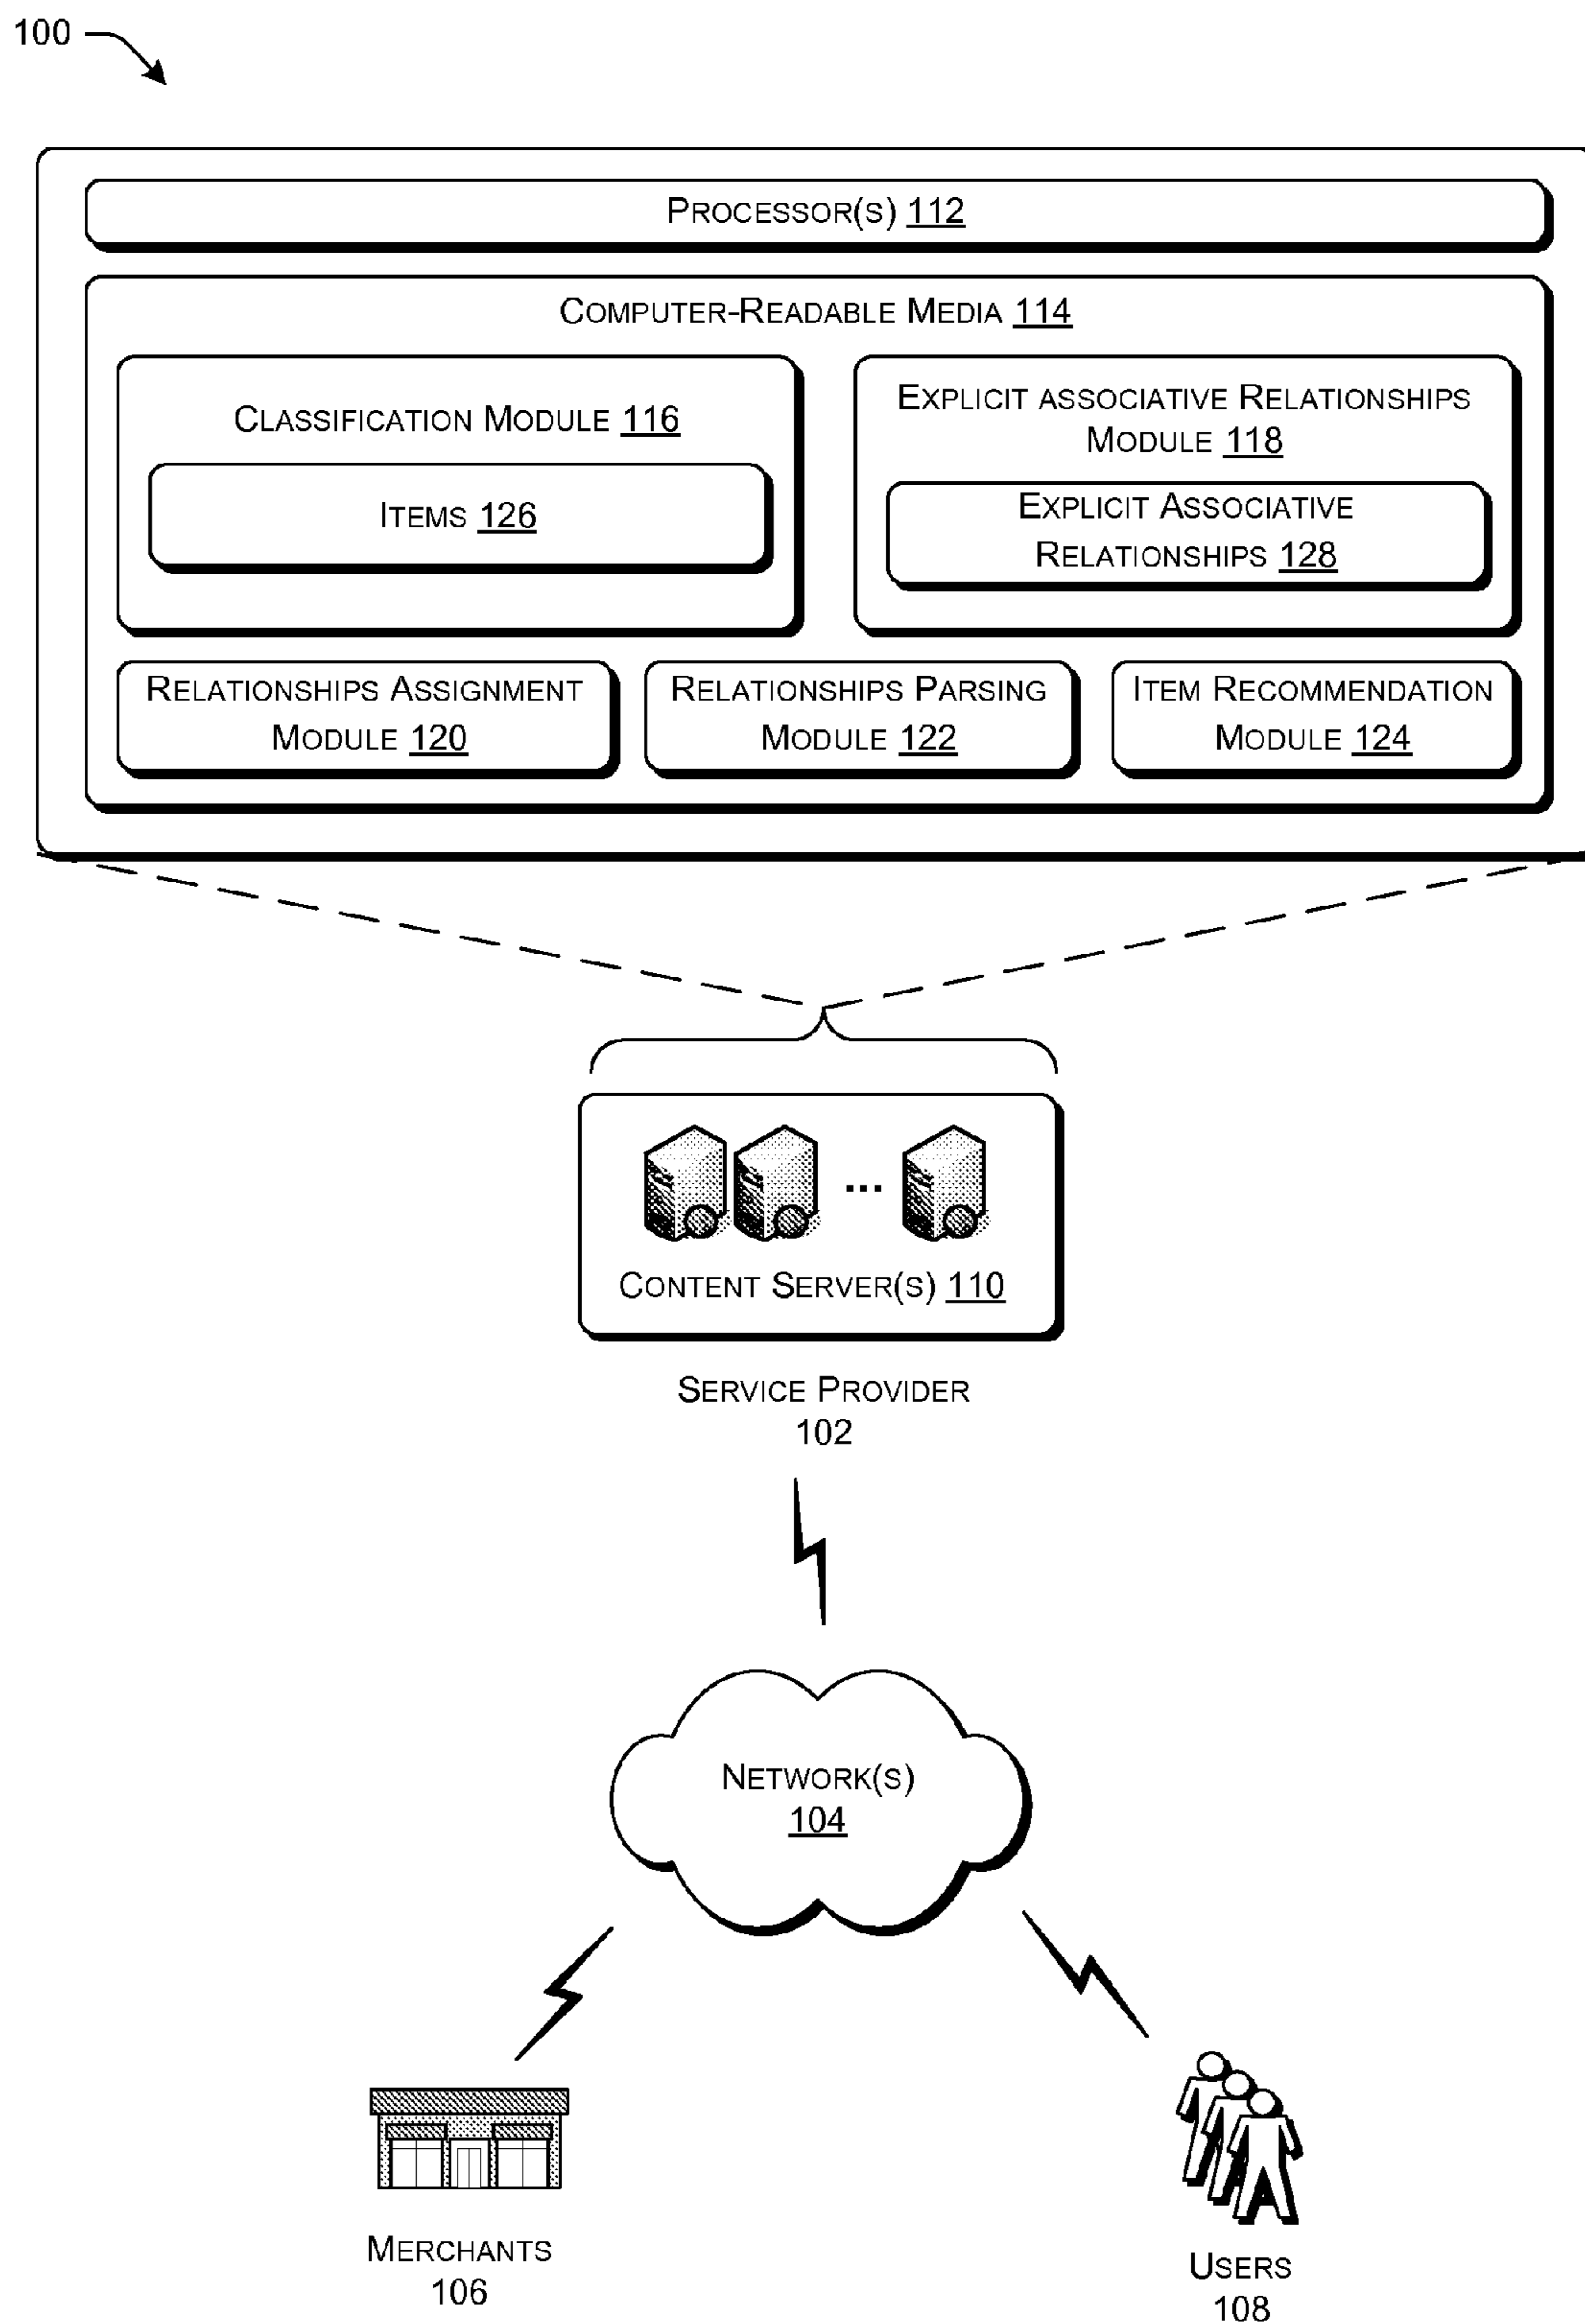 100
PROCESSOR(S) 112
COMPUTER-READABLE MEDIA 114
CLASSIFICATION MODULE 116
ITEMS 126
EXPLICIT ASSOCIATIVE RELATIONSHIPS
MODULE 118
EXPLICIT ASSOCIATIVE
RELATIONSHIPS 128
RELATIONSHIPS ASSIGNMENT
MODULE 120
RELATIONSHIPS PARSING
MODULE 122
ITEM RECOMMENDATION
MODULE 124
...
CONTENT SERVER(S) 110
SERVICE PROVIDER
102
NETWORK(S)
104
MERCHANTS
106
USERS
108